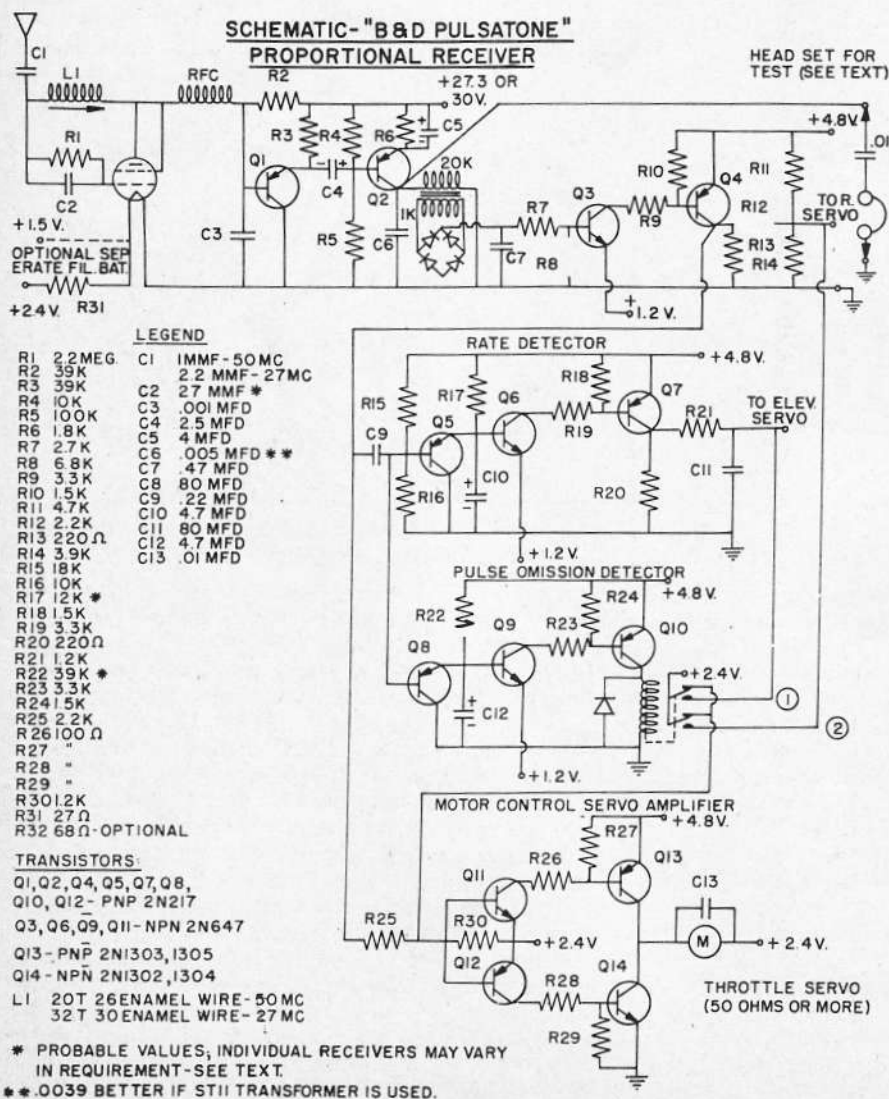 SCHEMATIC-"B&D PULSATONE"
PROPORTIONAL RECEIVER
HEAD SET FOR
TEST (SEE TEXT)
C1
L1
RFC
R2
+27.3 OR
30V.
+4.8V.
R1
C2
R3
R4
R6
+
-
C5
.01
Q1
-
+
C4
Q2
20K
1K
R10
Q4
R11
Q3
R7
R9
R12
TO R.
SERVO
C3
R5
C6
C7
R8
R13
R14
+1.5 V.
OPTIONAL SEP
ERATE FIL. BAT.
+2.4V.
R31
+
1.2 V.
LEGEND
R1 2.2 MEG.
R2 39K
R3 39K
R4 10K
R5 100K
R6 1.8K
R7 2.7K
R8 6.8K
R9 3.3K
R10 1.5K
R11 4.7K
R12 2.2K
R13 220Ω
R14 3.9K
R15 18K
R16 10K
R17 12K *
R18 1.5K
R19 3.3K
R20 220Ω
R21 1.2K
R22 39K *
R23 3.3K
R24 1.5K
R25 2.2K
R26 100 Ω
R27 "
R28 "
R29 "
R30 1.2K
R31 27Ω
R32 68Ω-OPTIONAL
C1 1MMF-50MC
2.2 MMF-27MC
C2 27 MMF *
C3 .001 MFD
C4 2.5 MFD
C5 4 MFD
C6 .005 MFD **
C7 .47 MFD
C8 80 MFD
C9 .22 MFD
C10 4.7 MFD
C11 80 MFD
C12 4.7 MFD
C13 .01 MFD
RATE DETECTOR
+4.8V.
R15
R17
Q6
R18
Q7
R21
TO ELEV.
SERVO
C9
Q5
R19
C11
R16
+
-
C10
R20
+1.2V.
PULSE OMISSION DETECTOR
+4.8V.
R22
R24
R23
Q9
Q10
Q8
+2.4V.
+
-
C12
1
2
+1.2V.
MOTOR CONTROL SERVO AMPLIFIER
+4.8V.
R27
Q11
R26
Q13
C13
R25
R30
+2.4V
M
+2.4V.
Q12
R28
Q14
R29
THROTTLE SERVO
(50 OHMS OR MORE)
TRANSISTORS:
Q1, Q2, Q4, Q5, Q7, Q8,
Q10, Q12- PNP 2N217
Q3, Q6, Q9, Q11-NPN 2N647
Q13-PNP 2N1303, 1305
Q14-NPN 2N1302, 1304
L1 20T 26 ENAMEL WIRE-50MC
32T 30 ENAMEL WIRE-27MC
* PROBABLE VALUES; INDIVIDUAL RECEIVERS MAY VARY
IN REQUIREMENT-SEE TEXT.
**.0039 BETTER IF ST11 TRANSFORMER IS USED.